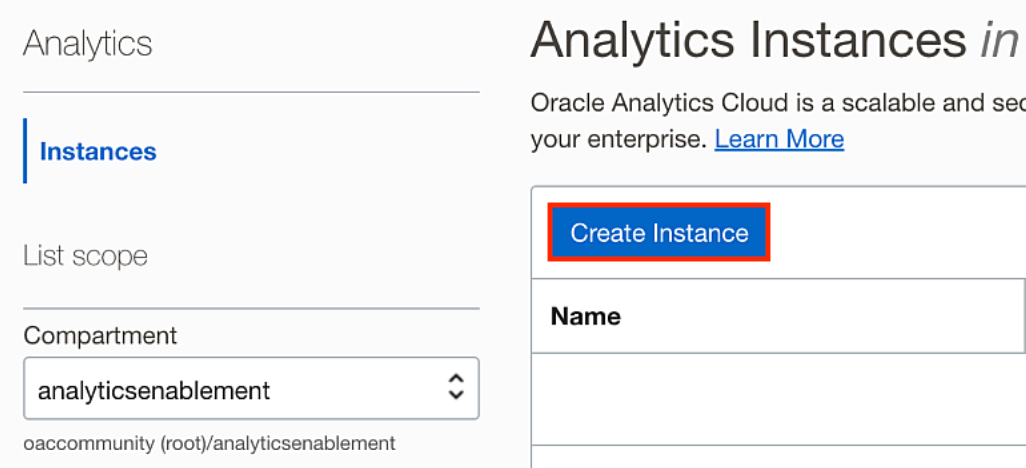 Analytics
Instances
List scope
Compartment
analyticsenablement
oaccommunity (root)/analyticsenablement
Analytics Instances in
Oracle Analytics Cloud is a scalable and
your enterprise. Learn More
Create Instance
Name